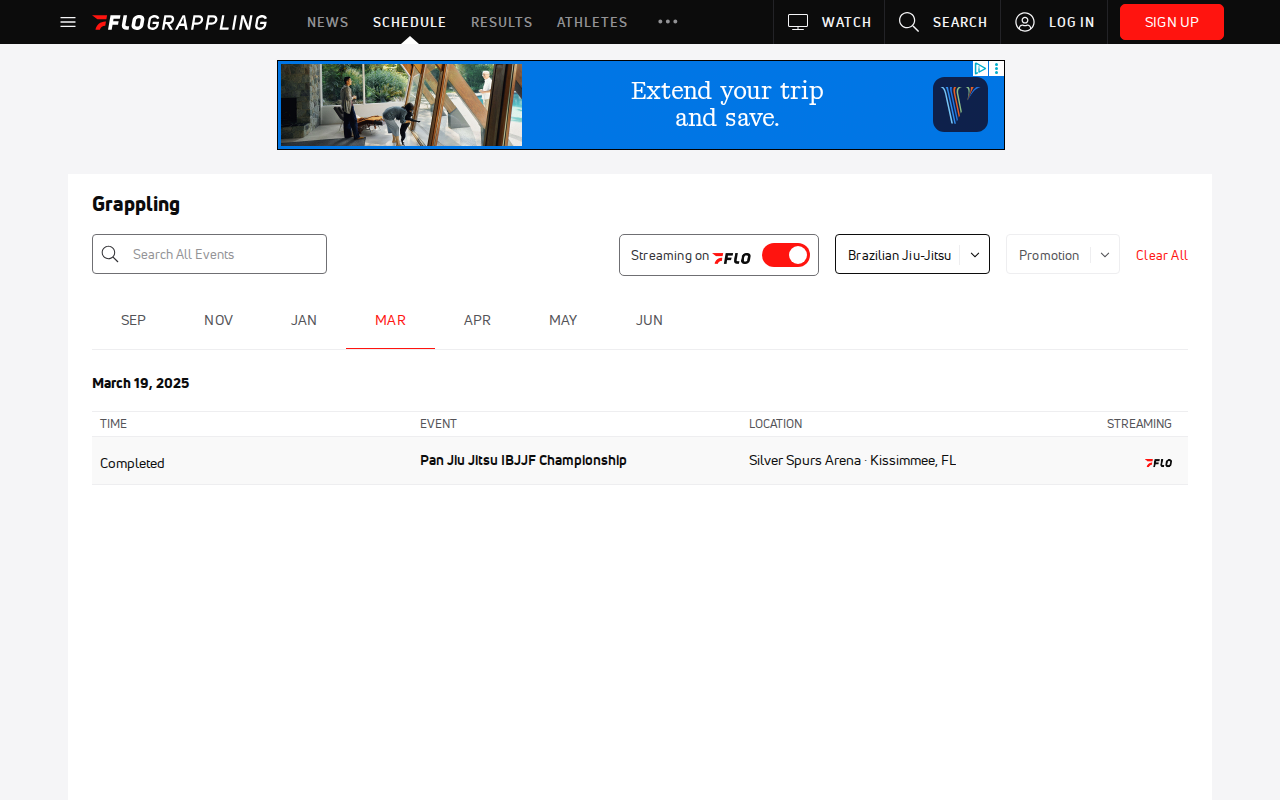 FLOGRAPPLING NEWS SCHEDULE RESULTS ATHLETES WATCH SEARCH LOG IN SIGN UP
Extend your trip
and save.
Grappling
Search All Events
Streaming on FLO
Brazilian Jiu-Jitsu
Promotion
Clear All
SEP NOV JAN MAR APR MAY JUN
March 19, 2025
TIME EVENT LOCATION STREAMING
Completed Pan Jiu Jitsu IBJJF Championship Silver Spurs Arena · Kissimmee, FL FLO